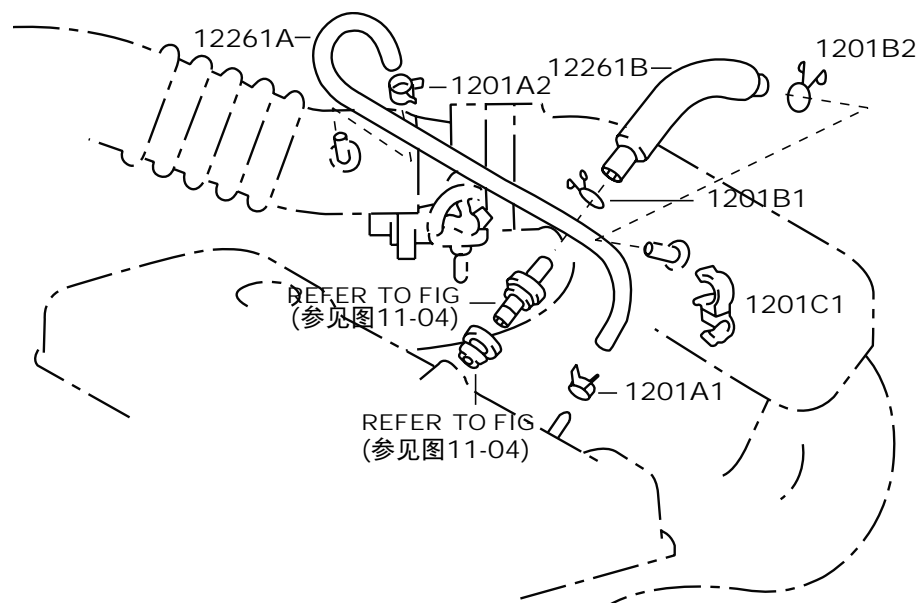 12261A
1201A2
12261B
1201B2
1201B1
REFER TO FIG
(参见图11-04)
1201C1
1201A1
REFER TO FIG
(参见图11-04)